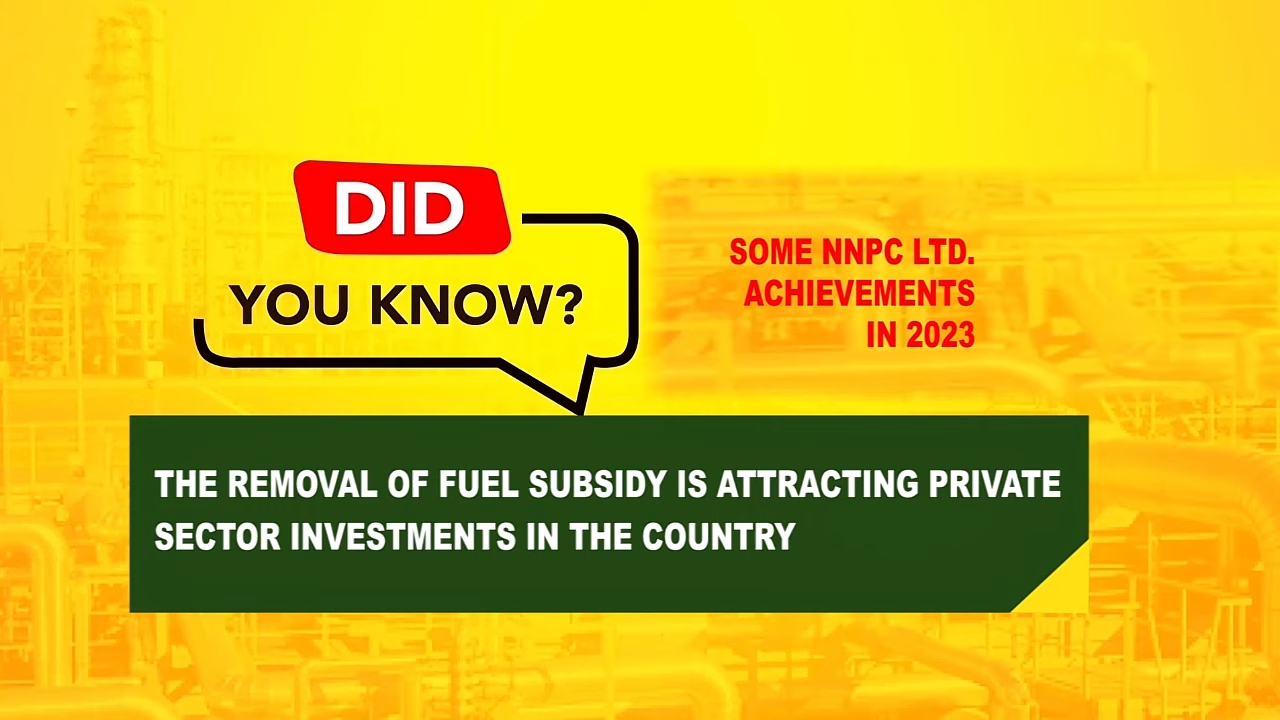 DID
YOU KNOW?
SOME NNPC LTD.
ACHIEVEMENTS
IN 2023
THE REMOVAL OF FUEL SUBSIDY IS ATTRACTING PRIVATE
SECTOR INVESTMENTS IN THE COUNTRY